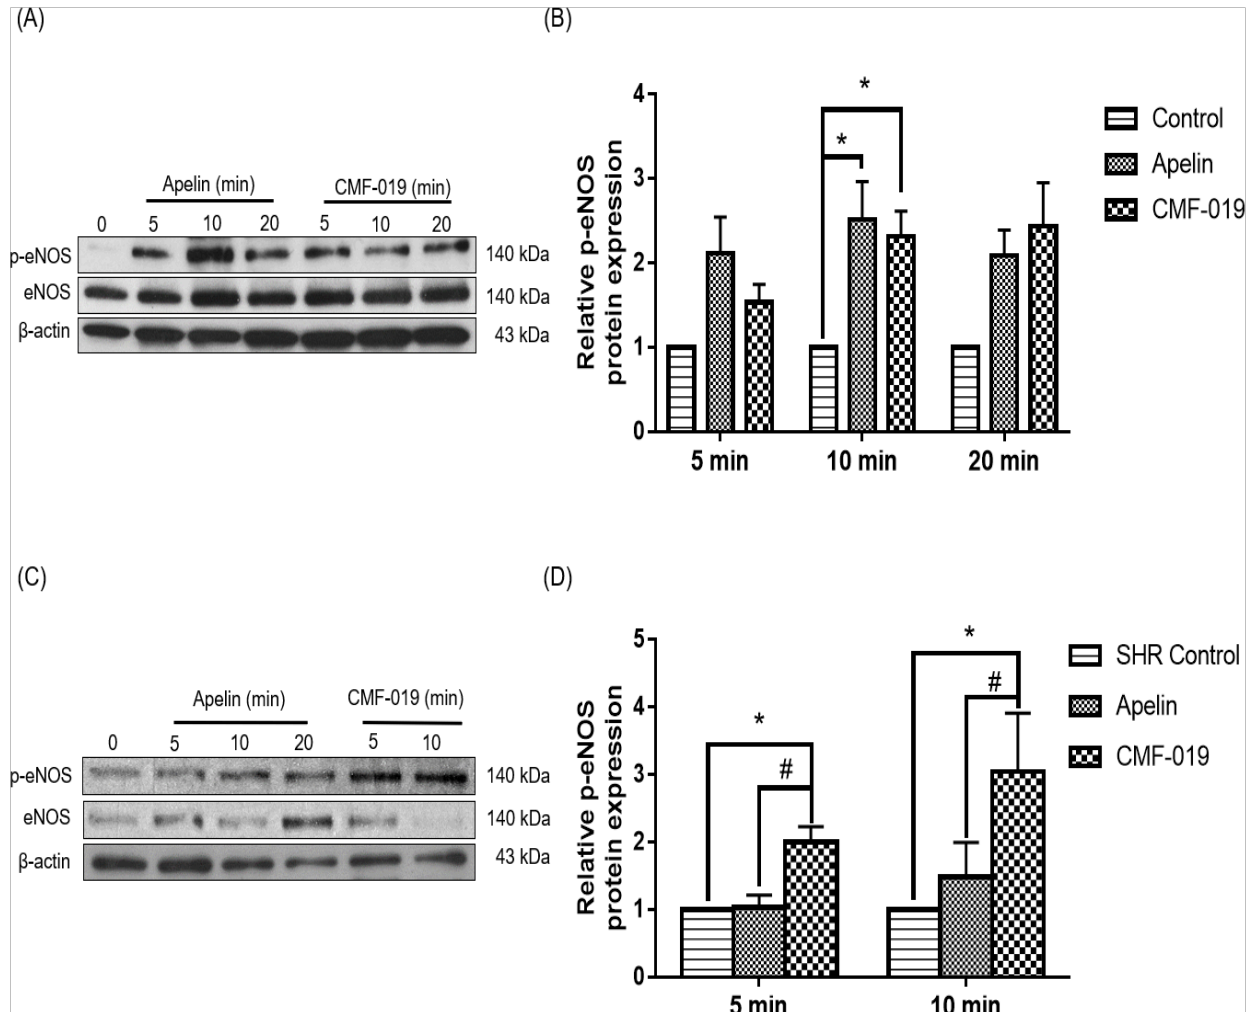 (A)
Apelin (min)
CMF-019 (min)
0 5 10 20 5 10 20
p-eNOS 140 kDa
eNOS 140 kDa
β-actin 43 kDa
(B)
Relative p-eNOS
protein expression
4
3
2
1
0
* *
5 min 10 min 20 min
Control
Apelin
CMF-019
(C)
Apelin (min)
CMF-019 (min)
0 5 10 20 5 10
p-eNOS 140 kDa
eNOS 140 kDa
β-actin 43 kDa
(D)
Relative p-eNOS
protein expression
5
4
3
2
1
0
* #
* #
5 min 10 min
SHR Control
Apelin
CMF-019